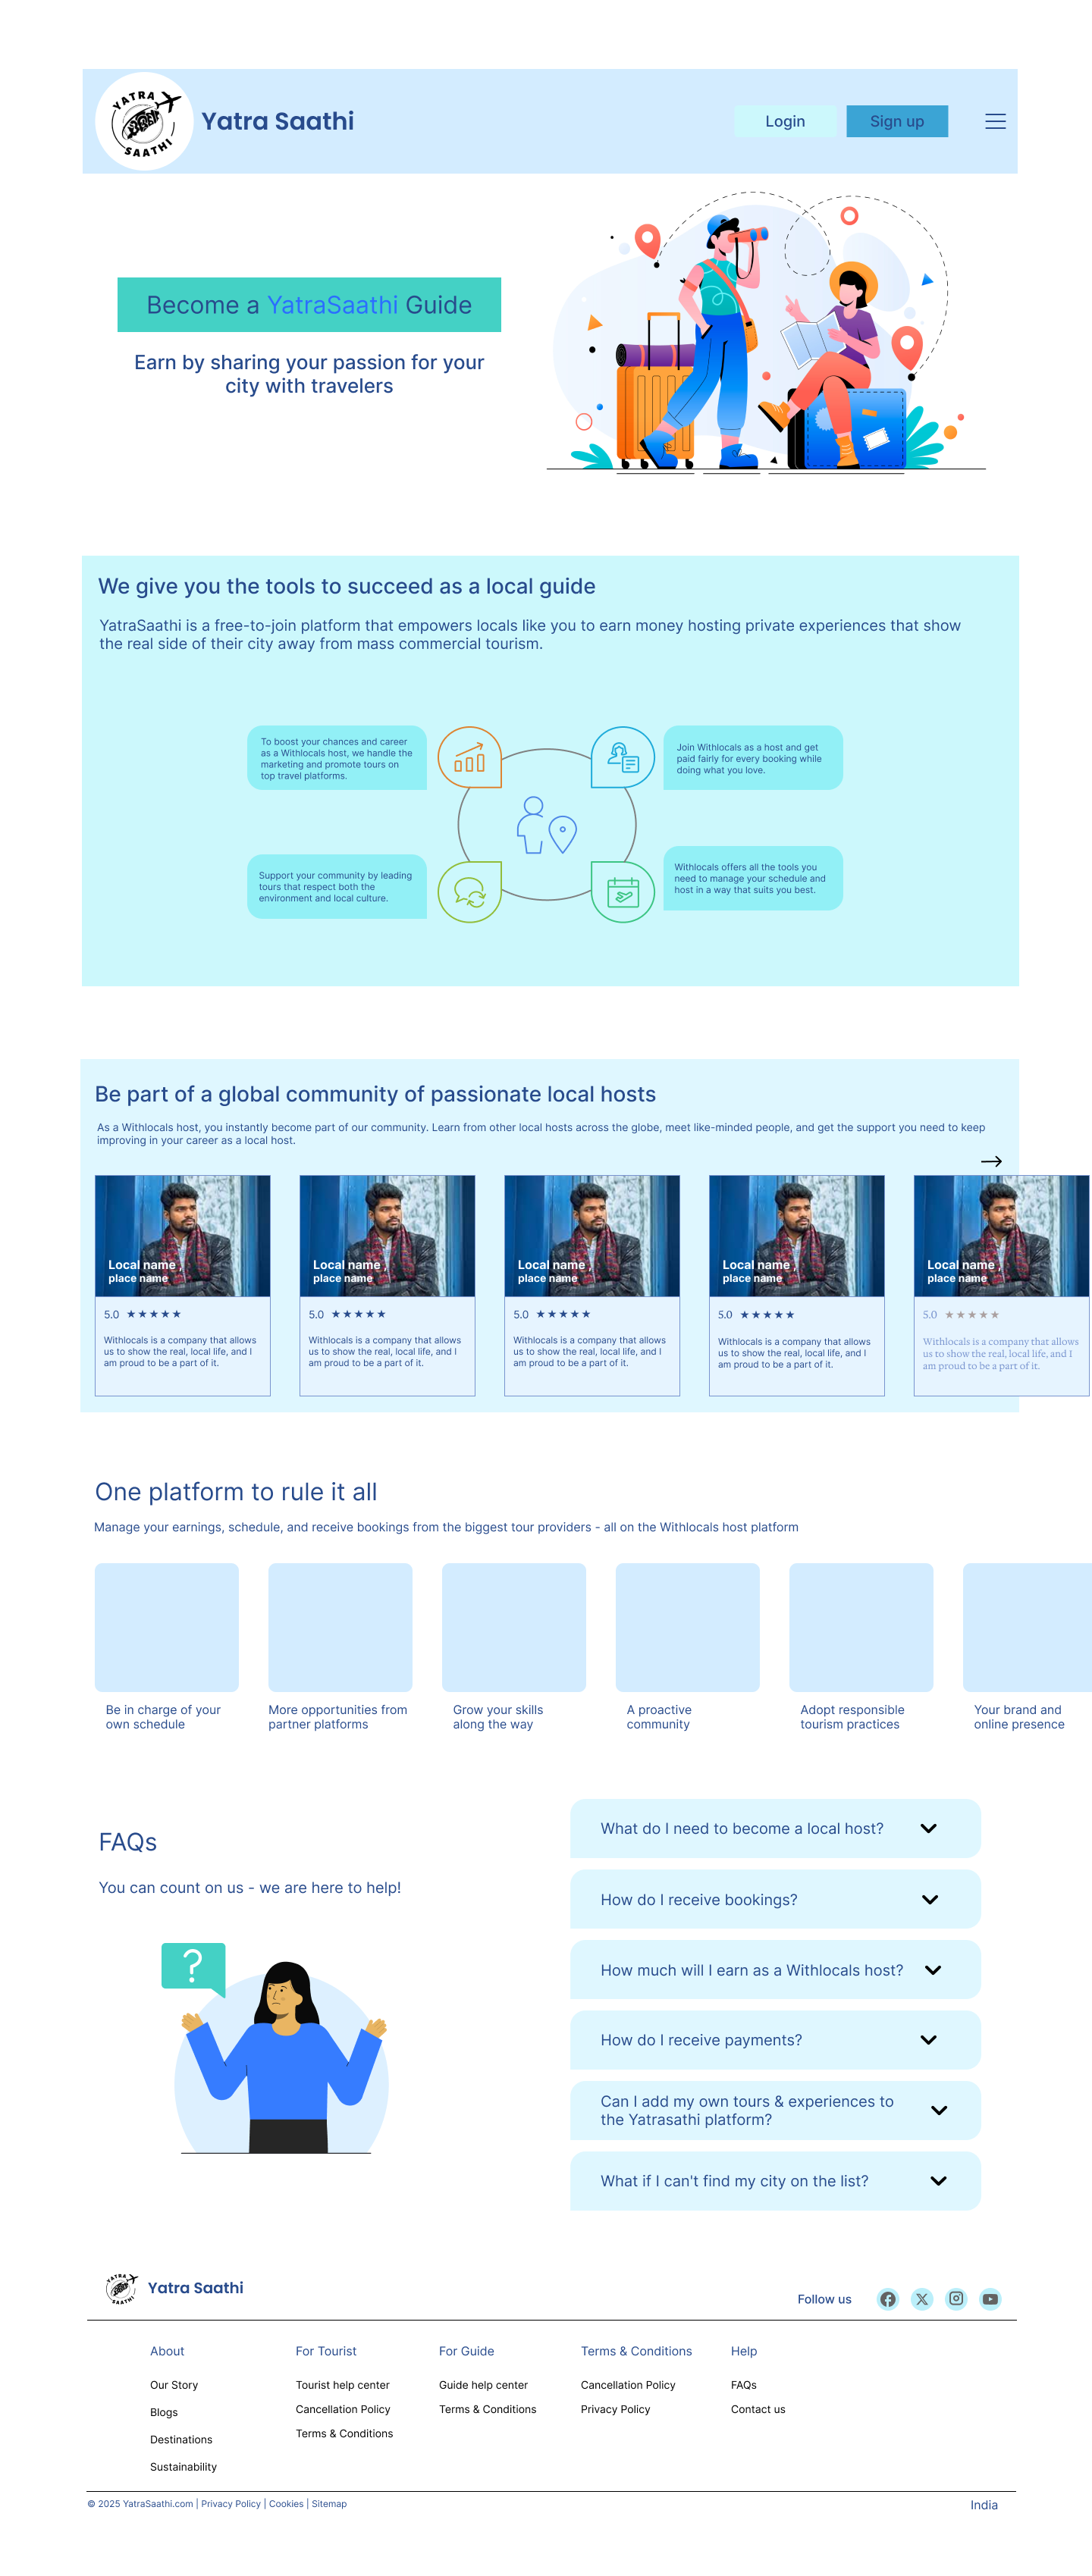 YATRA
SAATHI
Yatra Saathi
Login
Sign up
Become a YatraSaathi Guide
Earn by sharing your passion for your
city with travelers
We give you the tools to succeed as a local guide
YatraSaathi is a free-to-join platform that empowers locals like you to earn money hosting private experiences that show
the real side of their city away from mass commercial tourism.
To boost your chances and career
as a Withlocals host, we handle the
marketing and promote tours on
top travel platforms.
Join Withlocals as a host and get
paid fairly for every booking while
doing what you love.
Support your community by leading
tours that respect both the
environment and local culture.
Withlocals offers all the tools you
need to manage your schedule and
host in a way that suits you best.
Be part of a global community of passionate local hosts
As a Withlocals host, you instantly become part of our community. Learn from other local hosts across the globe, meet like-minded people, and get the support you need to keep
improving in your career as a local host.
Local name ,
place name
5.0 ★★★★★
Withlocals is a company that allows
us to show the real, local life, and I
am proud to be a part of it.
Local name ,
place name
5.0 ★★★★★
Withlocals is a company that allows
us to show the real, local life, and I
am proud to be a part of it.
Local name ,
place name
5.0 ★★★★★
Withlocals is a company that allows
us to show the real, local life, and I
am proud to be a part of it.
Local name ,
place name
5.0 ★★★★★
Withlocals is a company that allows
us to show the real, local life, and I
am proud to be a part of it.
Local name ,
place name
5.0 ★★★★★
Withlocals is a company that allows
us to show the real, local life, and I
am proud to be a part of it.
One platform to rule it all
Manage your earnings, schedule, and receive bookings from the biggest tour providers - all on the Withlocals host platform
Be in charge of your
own schedule
More opportunities from
partner platforms
Grow your skills
along the way
A proactive
community
Adopt responsible
tourism practices
Your brand and
online presence
FAQs
You can count on us - we are here to help!
?
What do I need to become a local host?
How do I receive bookings?
How much will I earn as a Withlocals host?
How do I receive payments?
Can I add my own tours & experiences to
the Yatrasathi platform?
What if I can't find my city on the list?
YATRA
SAATHI
Yatra Saathi
Follow us
About
Our Story
Blogs
Destinations
Sustainability
For Tourist
Tourist help center
Cancellation Policy
Terms & Conditions
For Guide
Guide help center
Terms & Conditions
Terms & Conditions
Cancellation Policy
Privacy Policy
Help
FAQs
Contact us
© 2025 YatraSaathi.com | Privacy Policy | Cookies | Sitemap
India